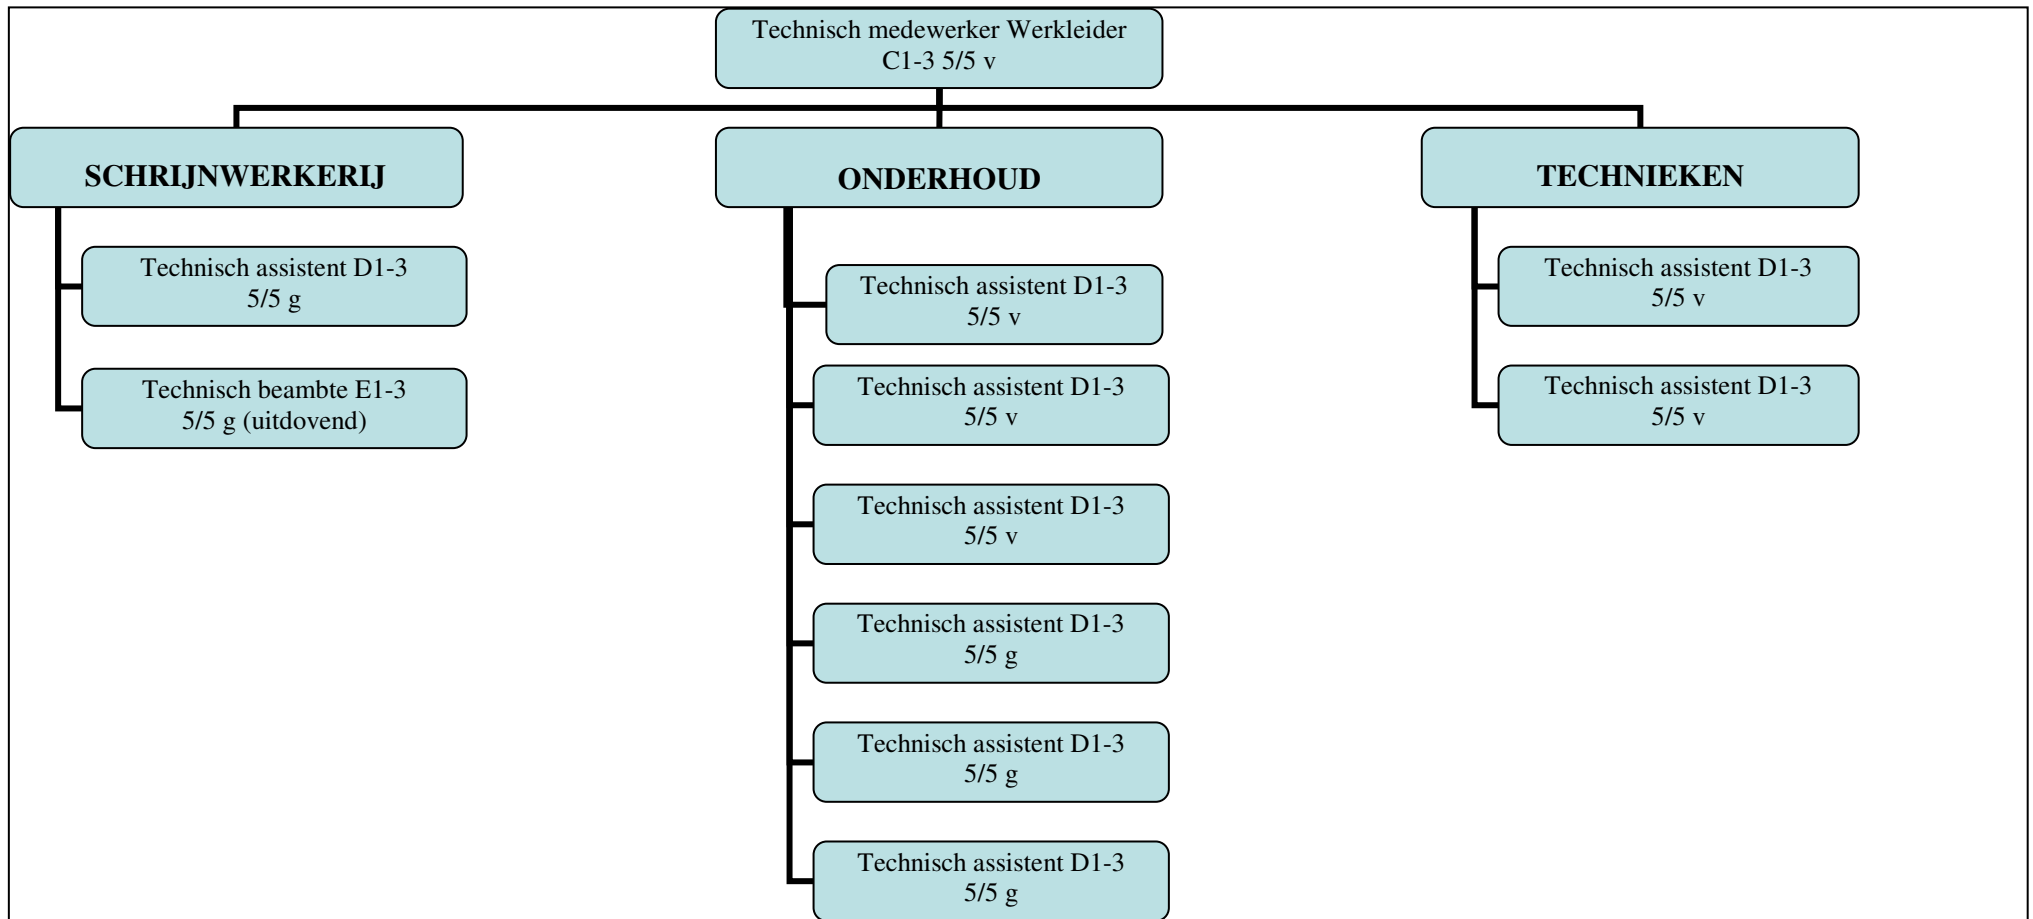 Technisch medewerker Werkleider
C1-3 5/5 v
SCHRIJNWERKERIJ
Technisch assistent D1-3
5/5 g
Technisch beambte E1-3
5/5 g (uitdovend)
ONDERHOUD
Technisch assistent D1-3
5/5 v
Technisch assistent D1-3
5/5 v
Technisch assistent D1-3
5/5 v
Technisch assistent D1-3
5/5 g
Technisch assistent D1-3
5/5 g
Technisch assistent D1-3
5/5 g
TECHNIEKEN
Technisch assistent D1-3
5/5 v
Technisch assistent D1-3
5/5 v